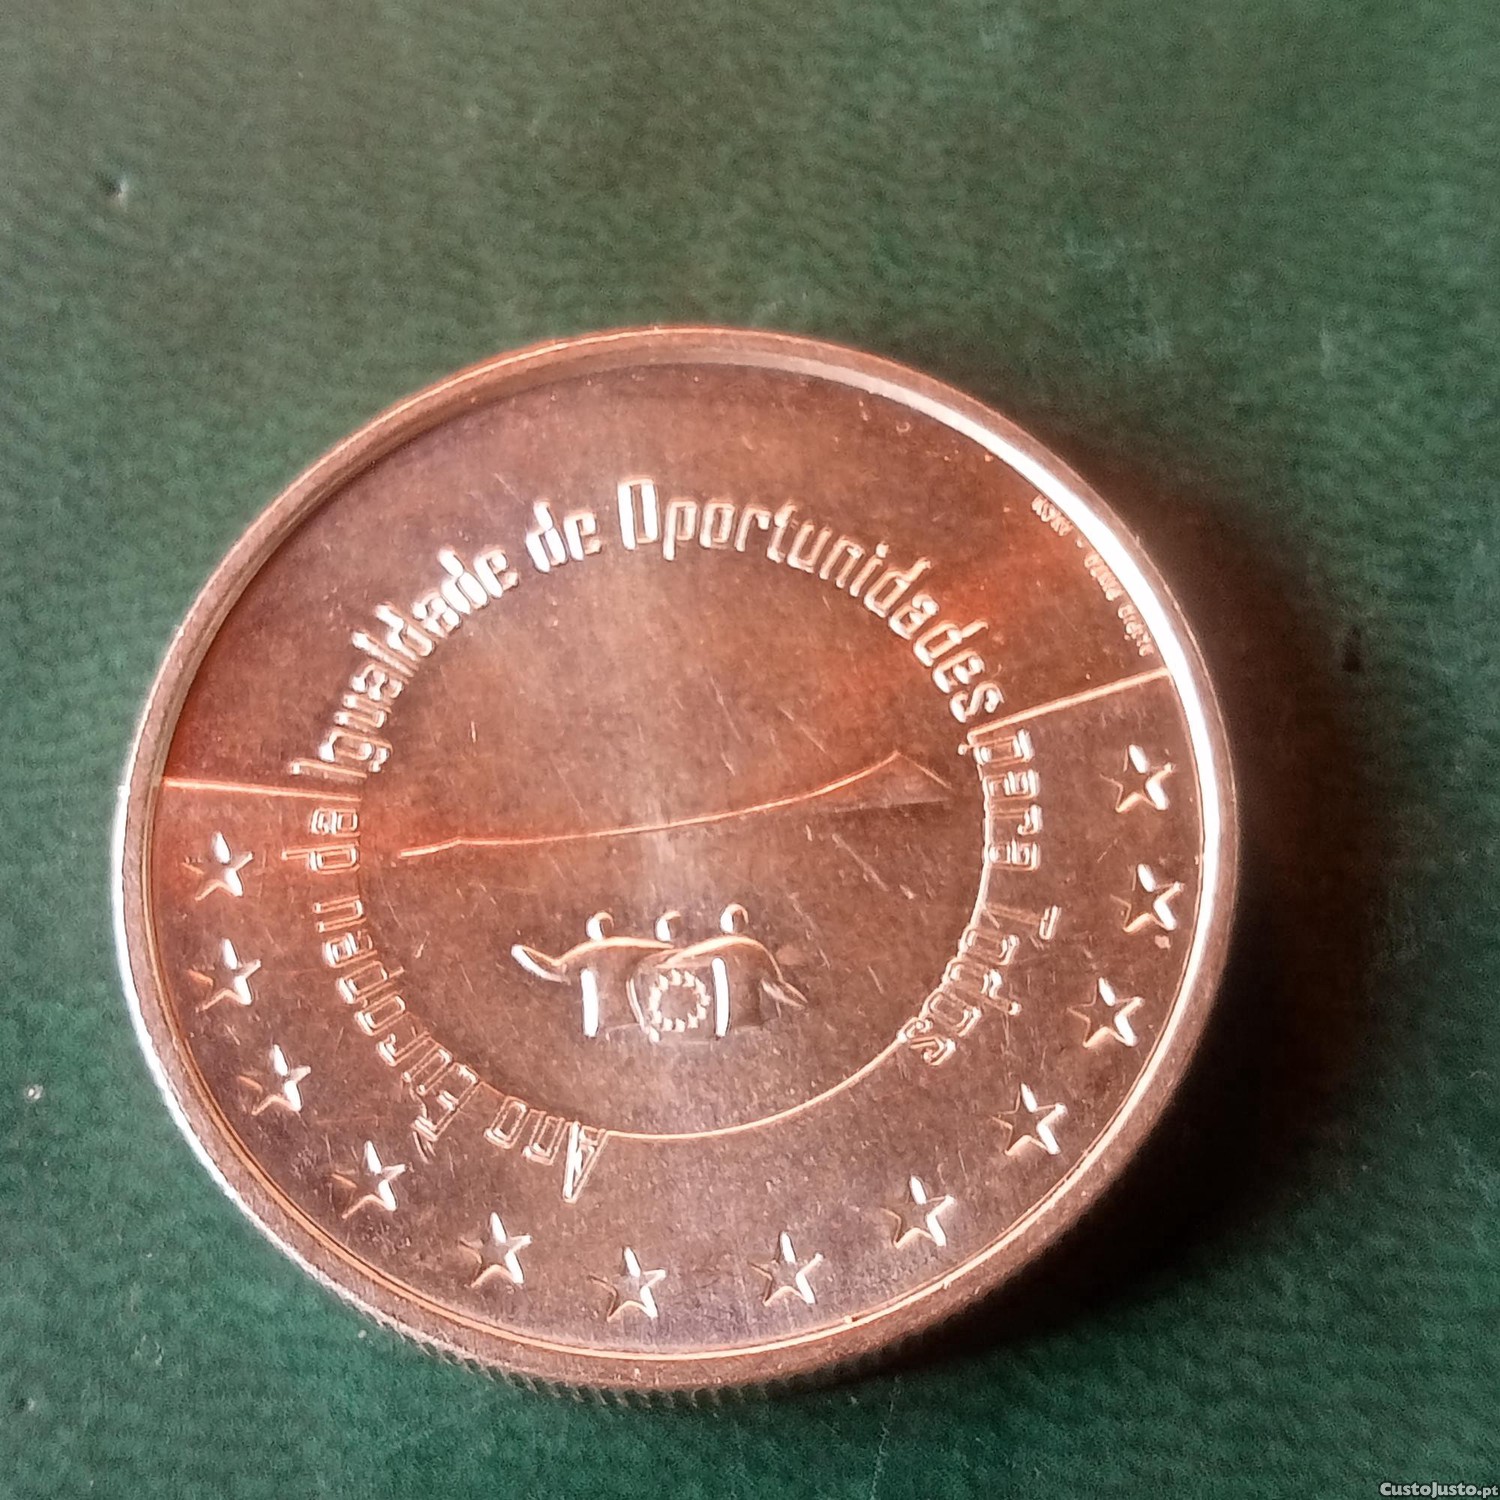 Ano Europeu da Igualdade de Oportunidades para Todos
CustoJusto.pt